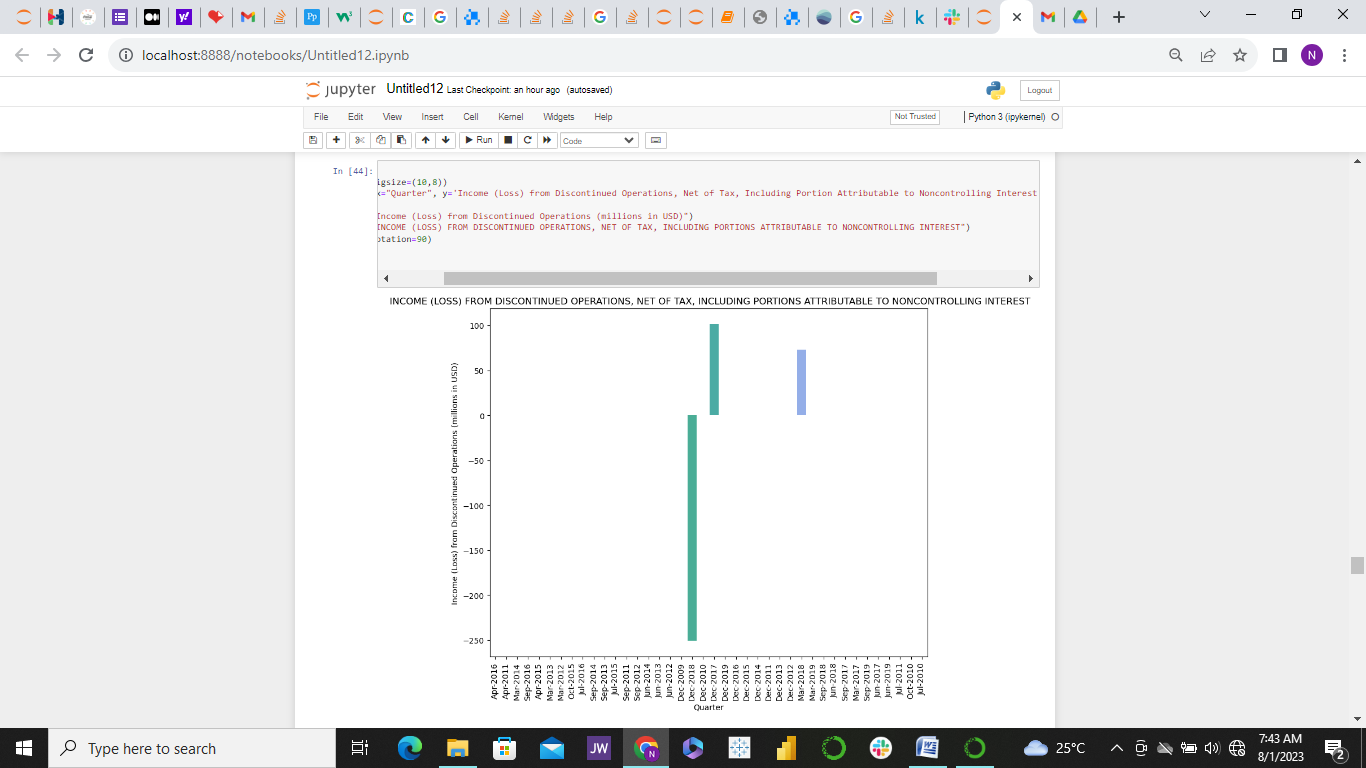 localhost:8888/notebooks/Untitled12.ipynb
N
jupyter Untitled12 Last Checkpoint: an hour ago (autosaved)
Logout
File Edit View Insert Cell Kernel Widgets Help
Not Trusted
Python 3 (ipykernel)
Run
Code
In [44]:
igsize=(10,8))
x="Quarter", y='Income (Loss) from Discontinued Operations, Net of Tax, Including Portion Attributable to Noncontrolling Interest
Income (Loss) from Discontinued Operations (millions in USD)")
INCOME (LOSS) FROM DISCONTINUED OPERATIONS, NET OF TAX, INCLUDING PORTIONS ATTRIBUTABLE TO NONCONTROLLING INTEREST")
otation=90)
INCOME (LOSS) FROM DISCONTINUED OPERATIONS, NET OF TAX, INCLUDING PORTIONS ATTRIBUTABLE TO NONCONTROLLING INTEREST
Income (Loss) from Discontinued Operations (millions in USD)
100
50
0
−50
−100
−150
−200
−250
Apr-2016
Apr-2011
Mar-2014
Sep-2016
Apr-2015
Mar-2013
Mar-2012
Oct-2015
Jul-2016
Sep-2014
Sep-2013
Jul-2015
Sep-2011
Sep-2012
Jun-2014
Jun-2013
Jun-2012
Dec-2009
Dec-2018
Dec-2010
Dec-2017
Dec-2019
Dec-2016
Dec-2015
Dec-2014
Dec-2011
Dec-2013
Dec-2012
Mar-2018
Mar-2019
Sep-2018
Jun-2018
Sep-2017
Mar-2017
Sep-2019
Jun-2017
Jun-2019
Jul-2011
Oct-2010
Jul-2010
Quarter
Type here to search
JW
N
25°C
7:43 AM
8/1/2023
2